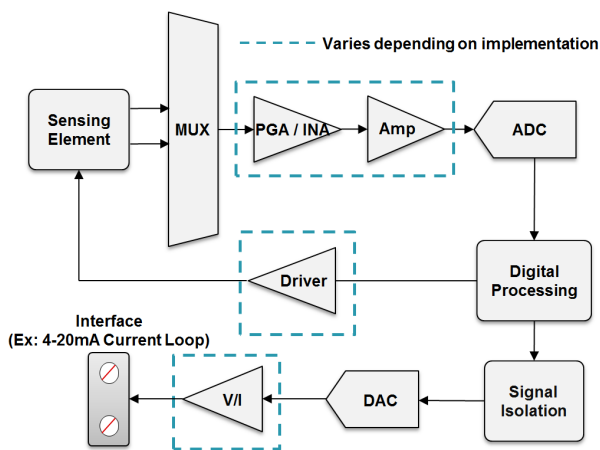 Varies depending on implementation
Sensing
Element
MUX
PGA / INA
Amp
ADC
Driver
Digital
Processing
Interface
(Ex: 4-20mA Current Loop)
V/I
DAC
Signal
Isolation